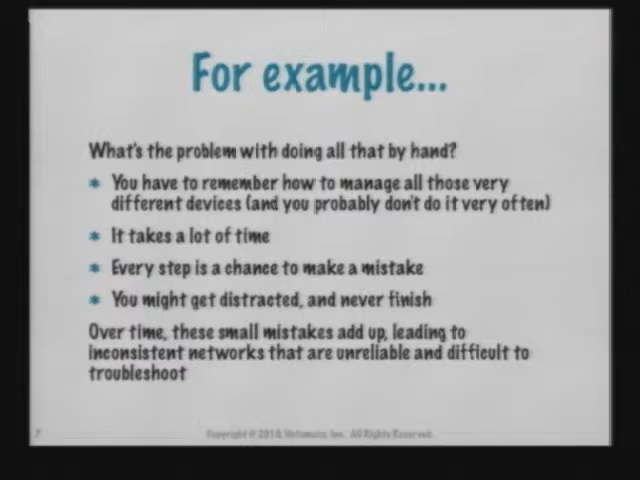 For example...
What's the problem with doing all that by hand?
You have to remember how to manage all those very
different devices (and you probably don't do it very often)
It takes a lot of time
Every step is a chance to make a mistake
You might get distracted, and never finish
Over time, these small mistakes add up, leading to
inconsistent networks that are unreliable and difficult to
troubleshoot
7
Copyright © 2010, Netomata, Inc. All Rights Reserved.